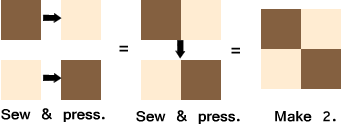 =
=
Sew & press.
Sew & press.
Make 2.